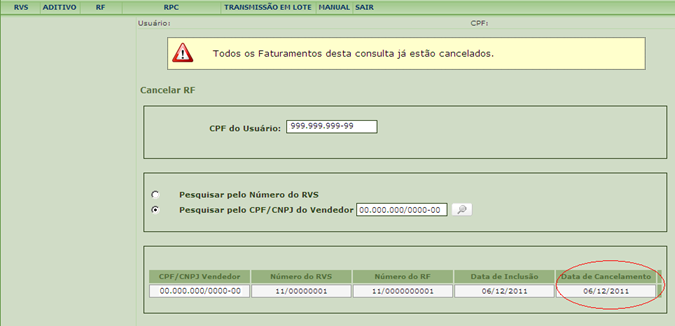 RVS ADITIVO RF RPC TRANSMISSÃO EM LOTE MANUAL SAIR
Usuário: CPF:
Todos os Faturamentos desta consulta já estão cancelados.
Cancelar RF
CPF do Usuário: 999.999.999-99
Pesquisar pelo Número do RVS
Pesquisar pelo CPF/CNPJ do Vendedor 00.000.000/0000-00
CPF/CNPJ Vendedor Número do RVS Número do RF Data de Inclusão Data de Cancelamento
00.000.000/0000-00 11/00000001 11/0000000001 06/12/2011 06/12/2011